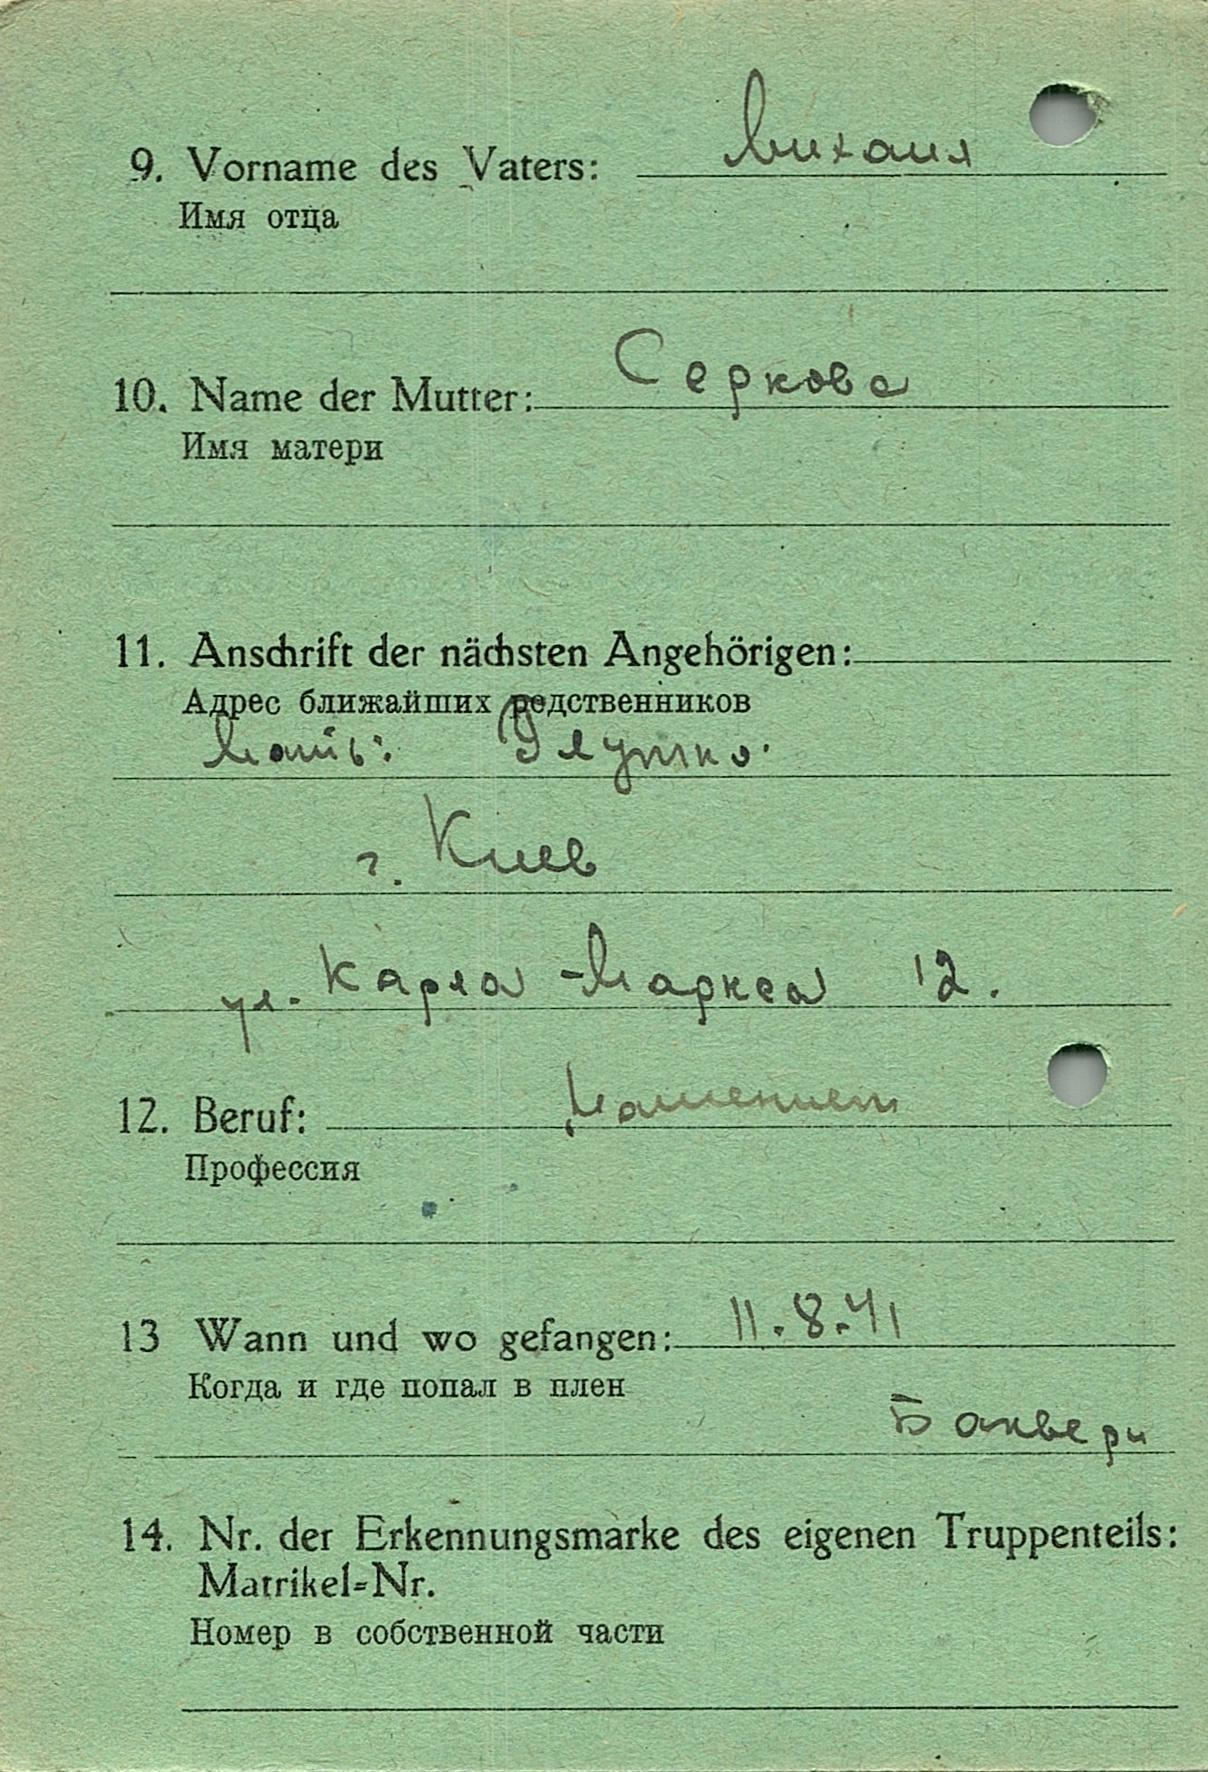 9. Vorname des Vaters: Михаил
Имя отца
10. Name der Mutter: Серкова
Имя матери
11. Anschrift der nächsten Angehörigen:
Адрес ближайших родственников
Мать: Глушко.
г. Киев
ул. Карла-Маркса 12.
12. Beruf:
Профессия
13 Wann und wo gefangen: 11.8.41
Когда и где попал в плен
14. Nr. der Erkennungsmarke des eigenen Truppenteils:
Matrikel-Nr.
Номер в собственной части